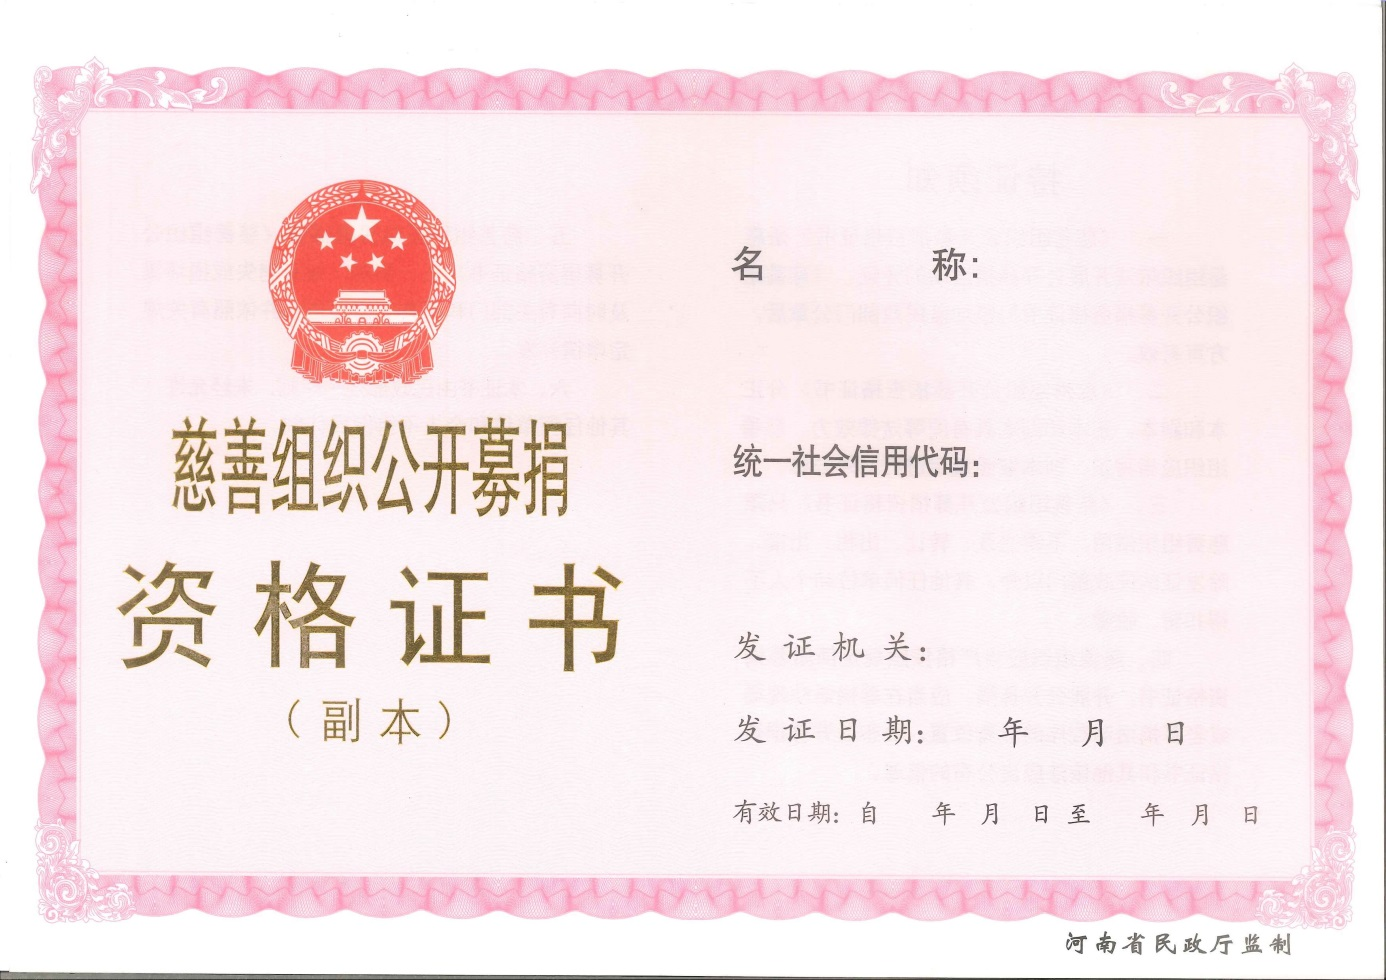 慈善组织公开募捐
资格证书
（副本）
名 称：
统一社会信用代码：
发证机关：
发证日期： 年 月 日
有效日期：自 年 月 日至 年 月 日
河南省民政厅监制